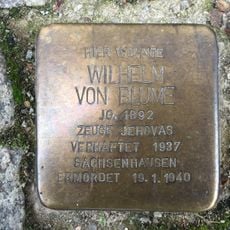 HIER WOHNTE
WILHELM
VON BLUME
JG. 1892
ZEUGE JEHOVAS
VERHAFTET 1937
SACHSENHAUSEN
ERMORDET 19.1.1940